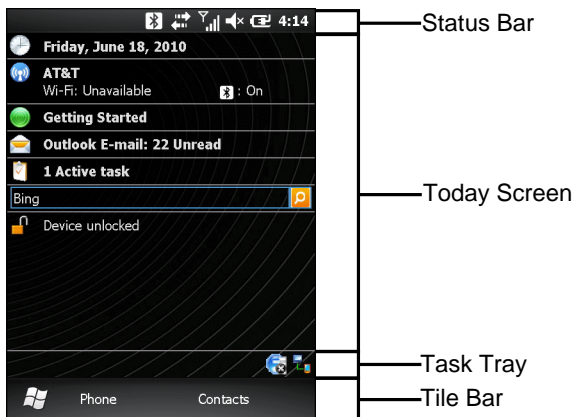 4:14
Status Bar
Friday, June 18, 2010
AT&T
Wi-Fi: Unavailable : On
Getting Started
Outlook E-mail: 22 Unread
1 Active task
Bing
Today Screen
Device unlocked
Task Tray
Phone Contacts
Tile Bar